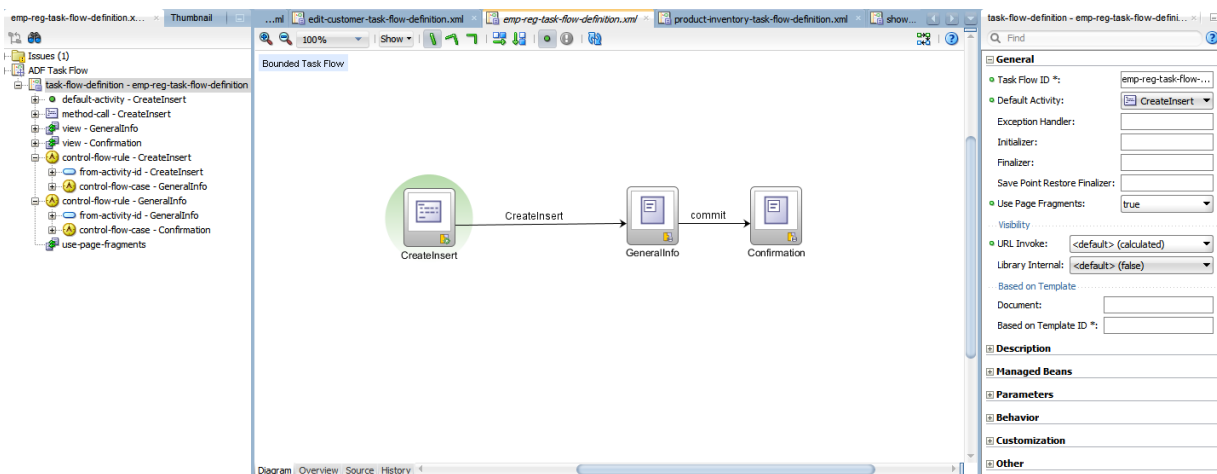 emp-reg-task-flow-definition.x...
Thumbnail
Issues (1)
ADF Task Flow
task-flow-definition - emp-reg-task-flow-definition
default-activity - CreateInsert
method-call - CreateInsert
view - GeneralInfo
view - Confirmation
control-flow-rule - CreateInsert
from-activity-id - CreateInsert
control-flow-case - GeneralInfo
control-flow-rule - GeneralInfo
from-activity-id - GeneralInfo
control-flow-case - Confirmation
use-page-fragments
...ml edit-customer-task-flow-definition.xml emp-reg-task-flow-definition.xml product-inventory-task-flow-definition.xml show...
100% Show
Bounded Task Flow
CreateInsert commit
CreateInsert GeneralInfo Confirmation
Diagram Overview Source History
task-flow-definition - emp-reg-task-flow-defini...
Find
General
Task Flow ID *: emp-reg-task-flow-...
Default Activity: CreateInsert
Exception Handler:
Initializer:
Finalizer:
Save Point Restore Finalizer:
Use Page Fragments: true
Visibility
URL Invoke: <default> (calculated)
Library Internal: <default> (false)
Based on Template
Document:
Based on Template ID *:
Description
Managed Beans
Parameters
Behavior
Customization
Other